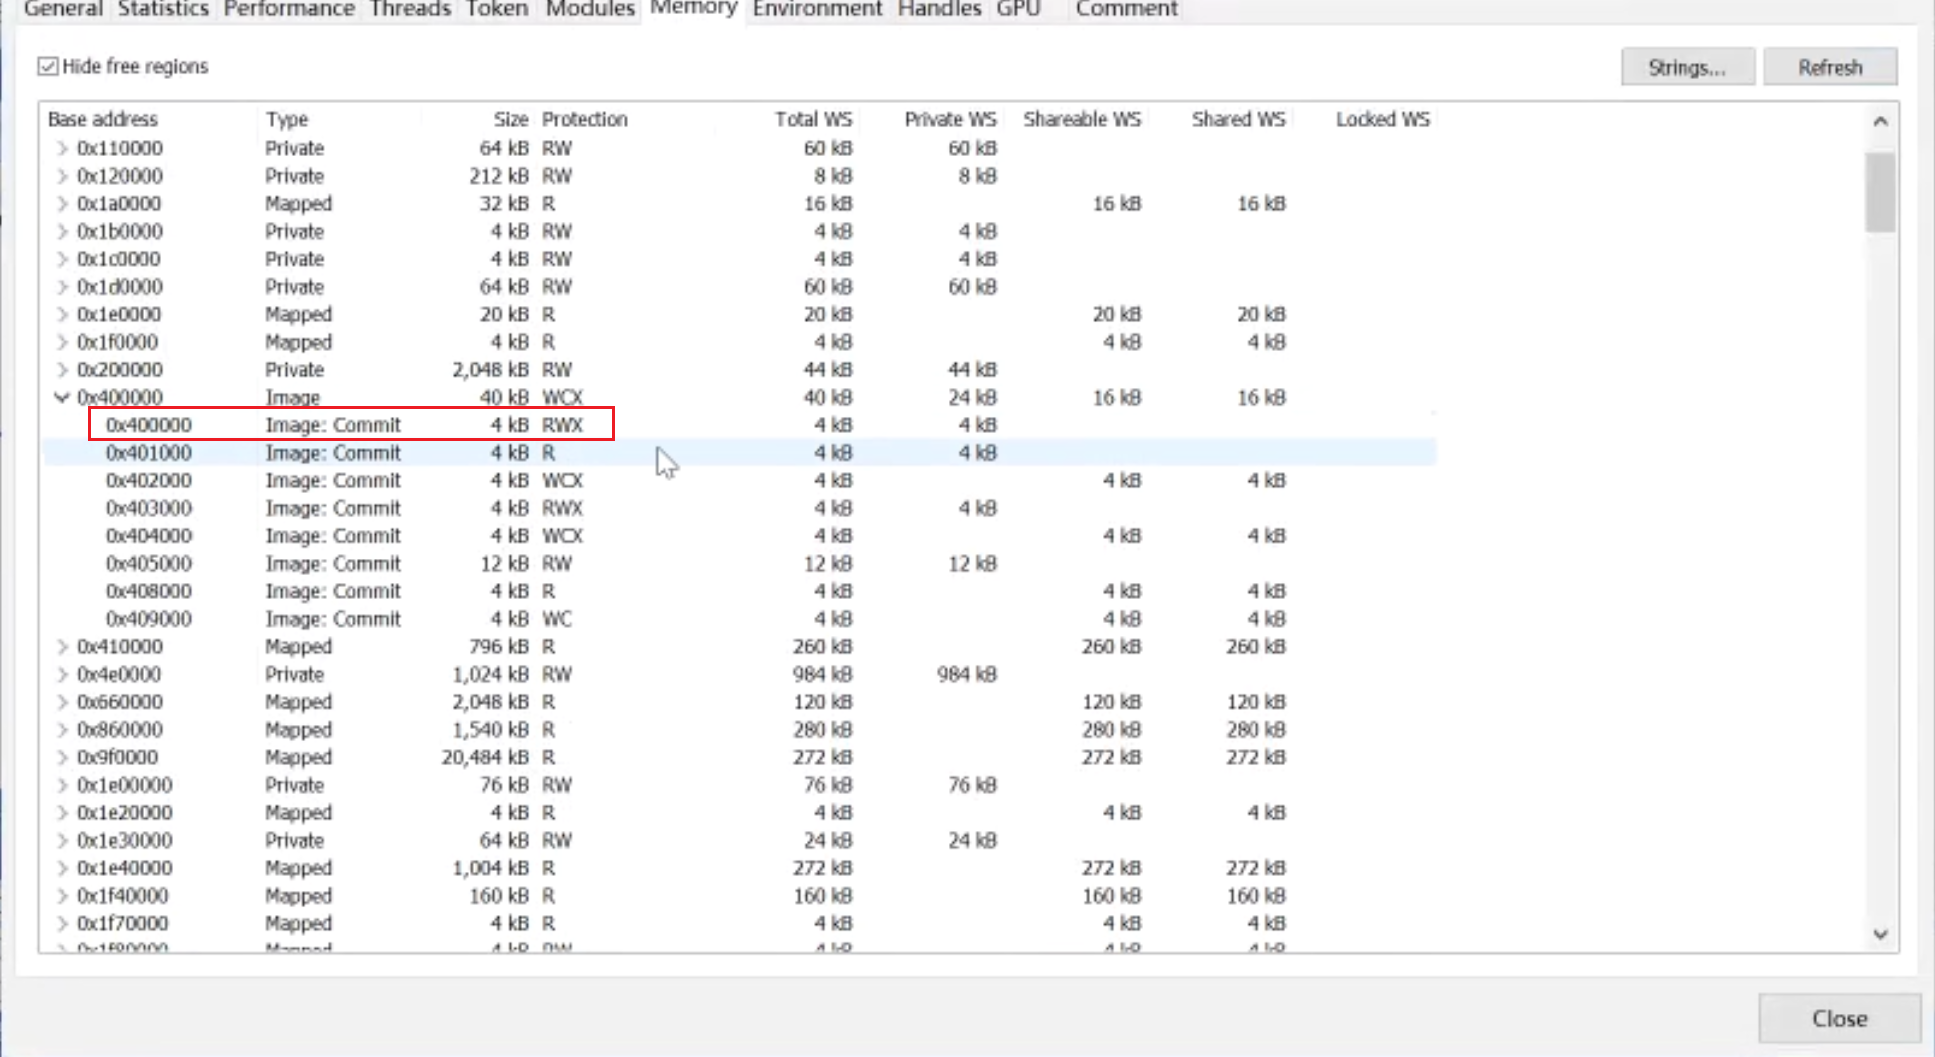 General Statistics Performance Threads Token Modules Memory Environment Handles GPU Comment
Hide free regions Strings... Refresh
Base address Type Size Protection Total WS Private WS Shareable WS Shared WS Locked WS
0x110000 Private 64 kB RW 60 kB 60 kB
0x120000 Private 212 kB RW 8 kB 8 kB
0x1a0000 Mapped 32 kB R 16 kB 16 kB 16 kB
0x1b0000 Private 4 kB RW 4 kB 4 kB
0x1c0000 Private 4 kB RW 4 kB 4 kB
0x1d0000 Private 64 kB RW 60 kB 60 kB
0x1e0000 Mapped 20 kB R 20 kB 20 kB 20 kB
0x1f0000 Mapped 4 kB R 4 kB 4 kB 4 kB
0x200000 Private 2,048 kB RW 44 kB 44 kB
0x400000 Image 40 kB WCX 40 kB 24 kB 16 kB 16 kB
0x400000 Image: Commit 4 kB RWX 4 kB 4 kB
0x401000 Image: Commit 4 kB R 4 kB 4 kB
0x402000 Image: Commit 4 kB WCX 4 kB 4 kB 4 kB
0x403000 Image: Commit 4 kB RWX 4 kB 4 kB
0x404000 Image: Commit 4 kB WCX 4 kB 4 kB 4 kB
0x405000 Image: Commit 12 kB RW 12 kB 12 kB
0x408000 Image: Commit 4 kB R 4 kB 4 kB 4 kB
0x409000 Image: Commit 4 kB WC 4 kB 4 kB 4 kB
0x410000 Mapped 796 kB R 260 kB 260 kB 260 kB
0x4e0000 Private 1,024 kB RW 984 kB 984 kB
0x660000 Mapped 2,048 kB R 120 kB 120 kB 120 kB
0x860000 Mapped 1,540 kB R 280 kB 280 kB 280 kB
0x9f0000 Mapped 20,484 kB R 272 kB 272 kB 272 kB
0x1e00000 Private 76 kB RW 76 kB 76 kB
0x1e20000 Mapped 4 kB R 4 kB 4 kB 4 kB
0x1e30000 Private 64 kB RW 24 kB 24 kB
0x1e40000 Mapped 1,004 kB R 272 kB 272 kB 272 kB
0x1f40000 Mapped 160 kB R 160 kB 160 kB 160 kB
0x1f70000 Mapped 4 kB R 4 kB 4 kB 4 kB
0x1f80000 Mapped 4 kB RW 4 kB 4 kB 4 kB
Close